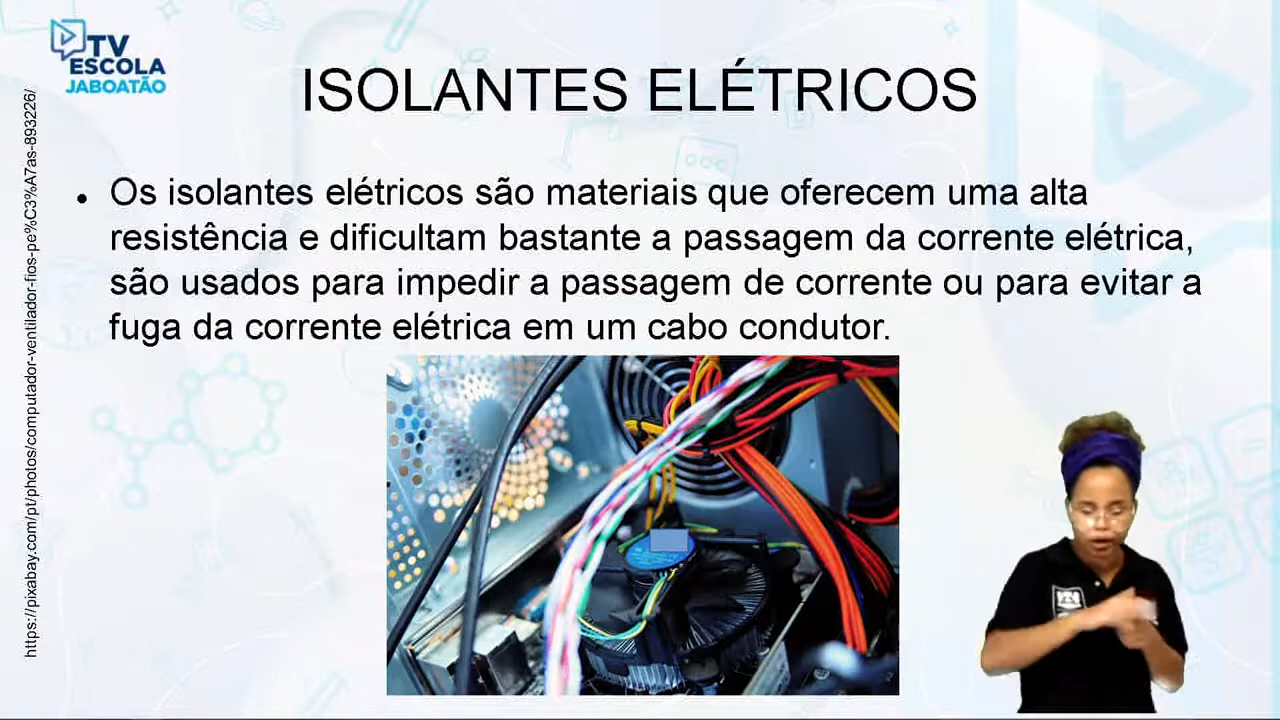 TV
ESCOLA
JABOATÃO
ISOLANTES ELÉTRICOS
• Os isolantes elétricos são materiais que oferecem uma alta
resistência e dificultam bastante a passagem da corrente elétrica,
são usados para impedir a passagem de corrente ou para evitar a
fuga da corrente elétrica em um cabo condutor.
https://pixabay.com/pt/photos/computador-ventilador-fios-pe%C3%A7as-893226/